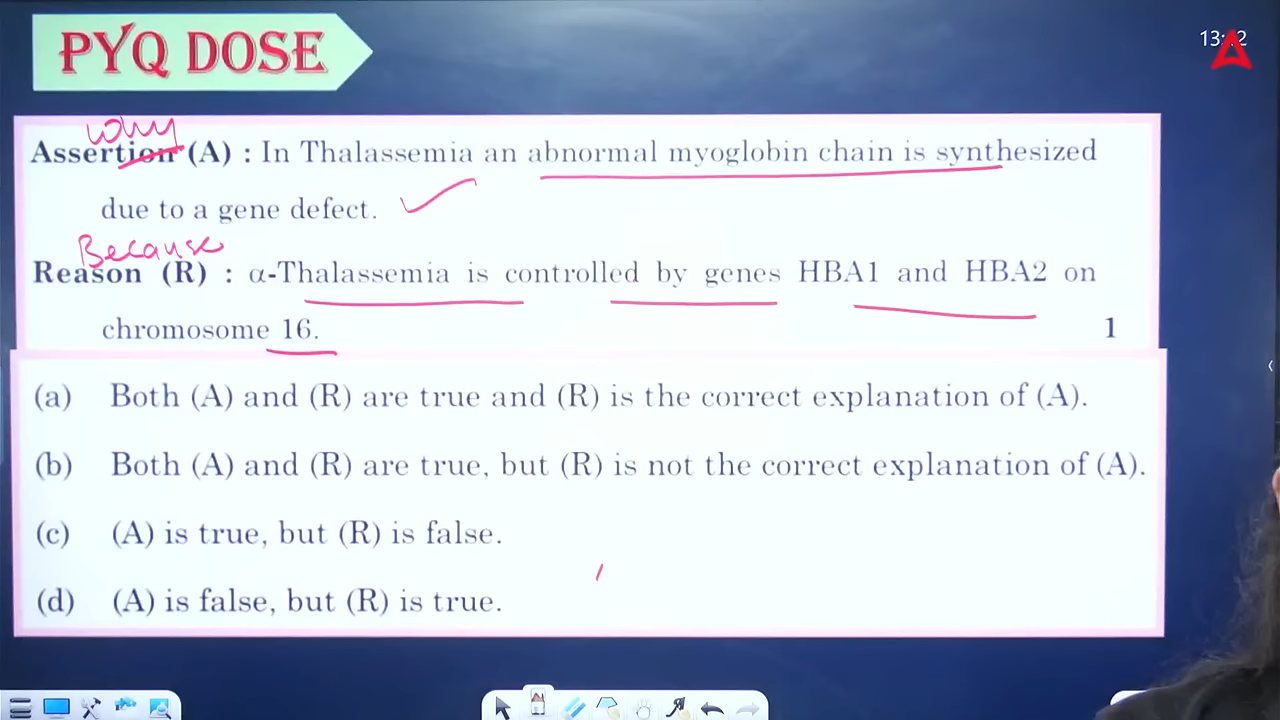 PYQ DOSE
Why
Assertion (A) : In Thalassemia an abnormal myoglobin chain is synthesized
due to a gene defect.
Because
Reason (R) : α-Thalassemia is controlled by genes HBA1 and HBA2 on
chromosome 16. 1
(a) Both (A) and (R) are true and (R) is the correct explanation of (A).
(b) Both (A) and (R) are true, but (R) is not the correct explanation of (A).
(c) (A) is true, but (R) is false.
(d) (A) is false, but (R) is true.